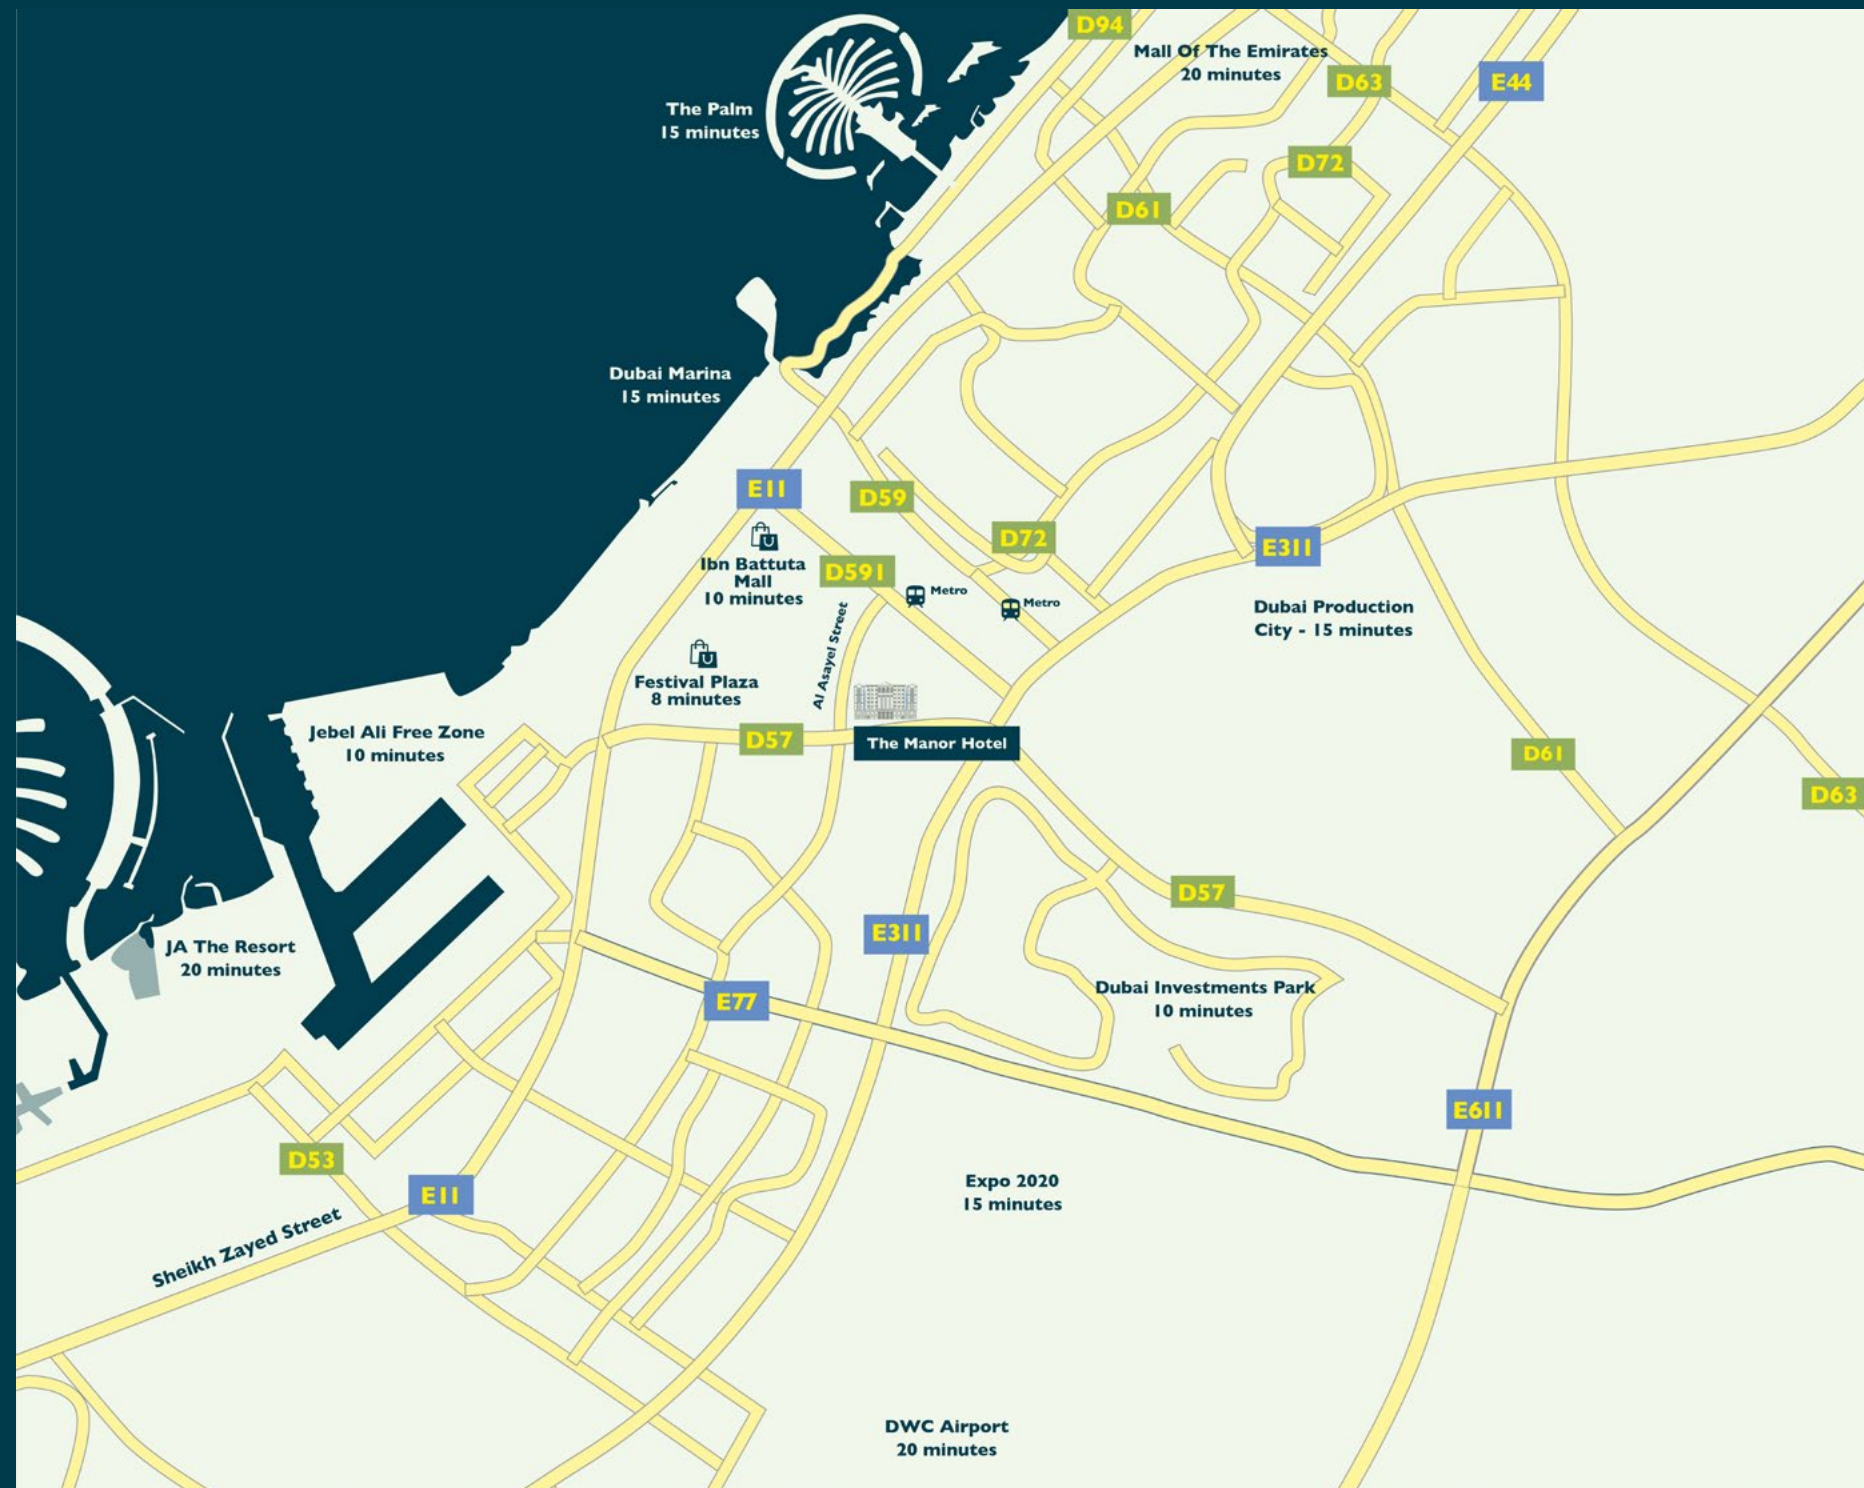 D94
Mall Of The Emirates
20 minutes
D63
E44
The Palm
15 minutes
D72
D61
Dubai Marina
15 minutes
E11
D59
D72
E311
Ibn Battuta
Mall
10 minutes
D591
Metro
Metro
Al Asayel Street
Dubai Production
City - 15 minutes
Festival Plaza
8 minutes
Jebel Ali Free Zone
10 minutes
D57
The Manor Hotel
D61
D63
D57
E311
JA The Resort
20 minutes
E77
Dubai Investments Park
10 minutes
E611
D53
E11
Expo 2020
15 minutes
Sheikh Zayed Street
DWC Airport
20 minutes